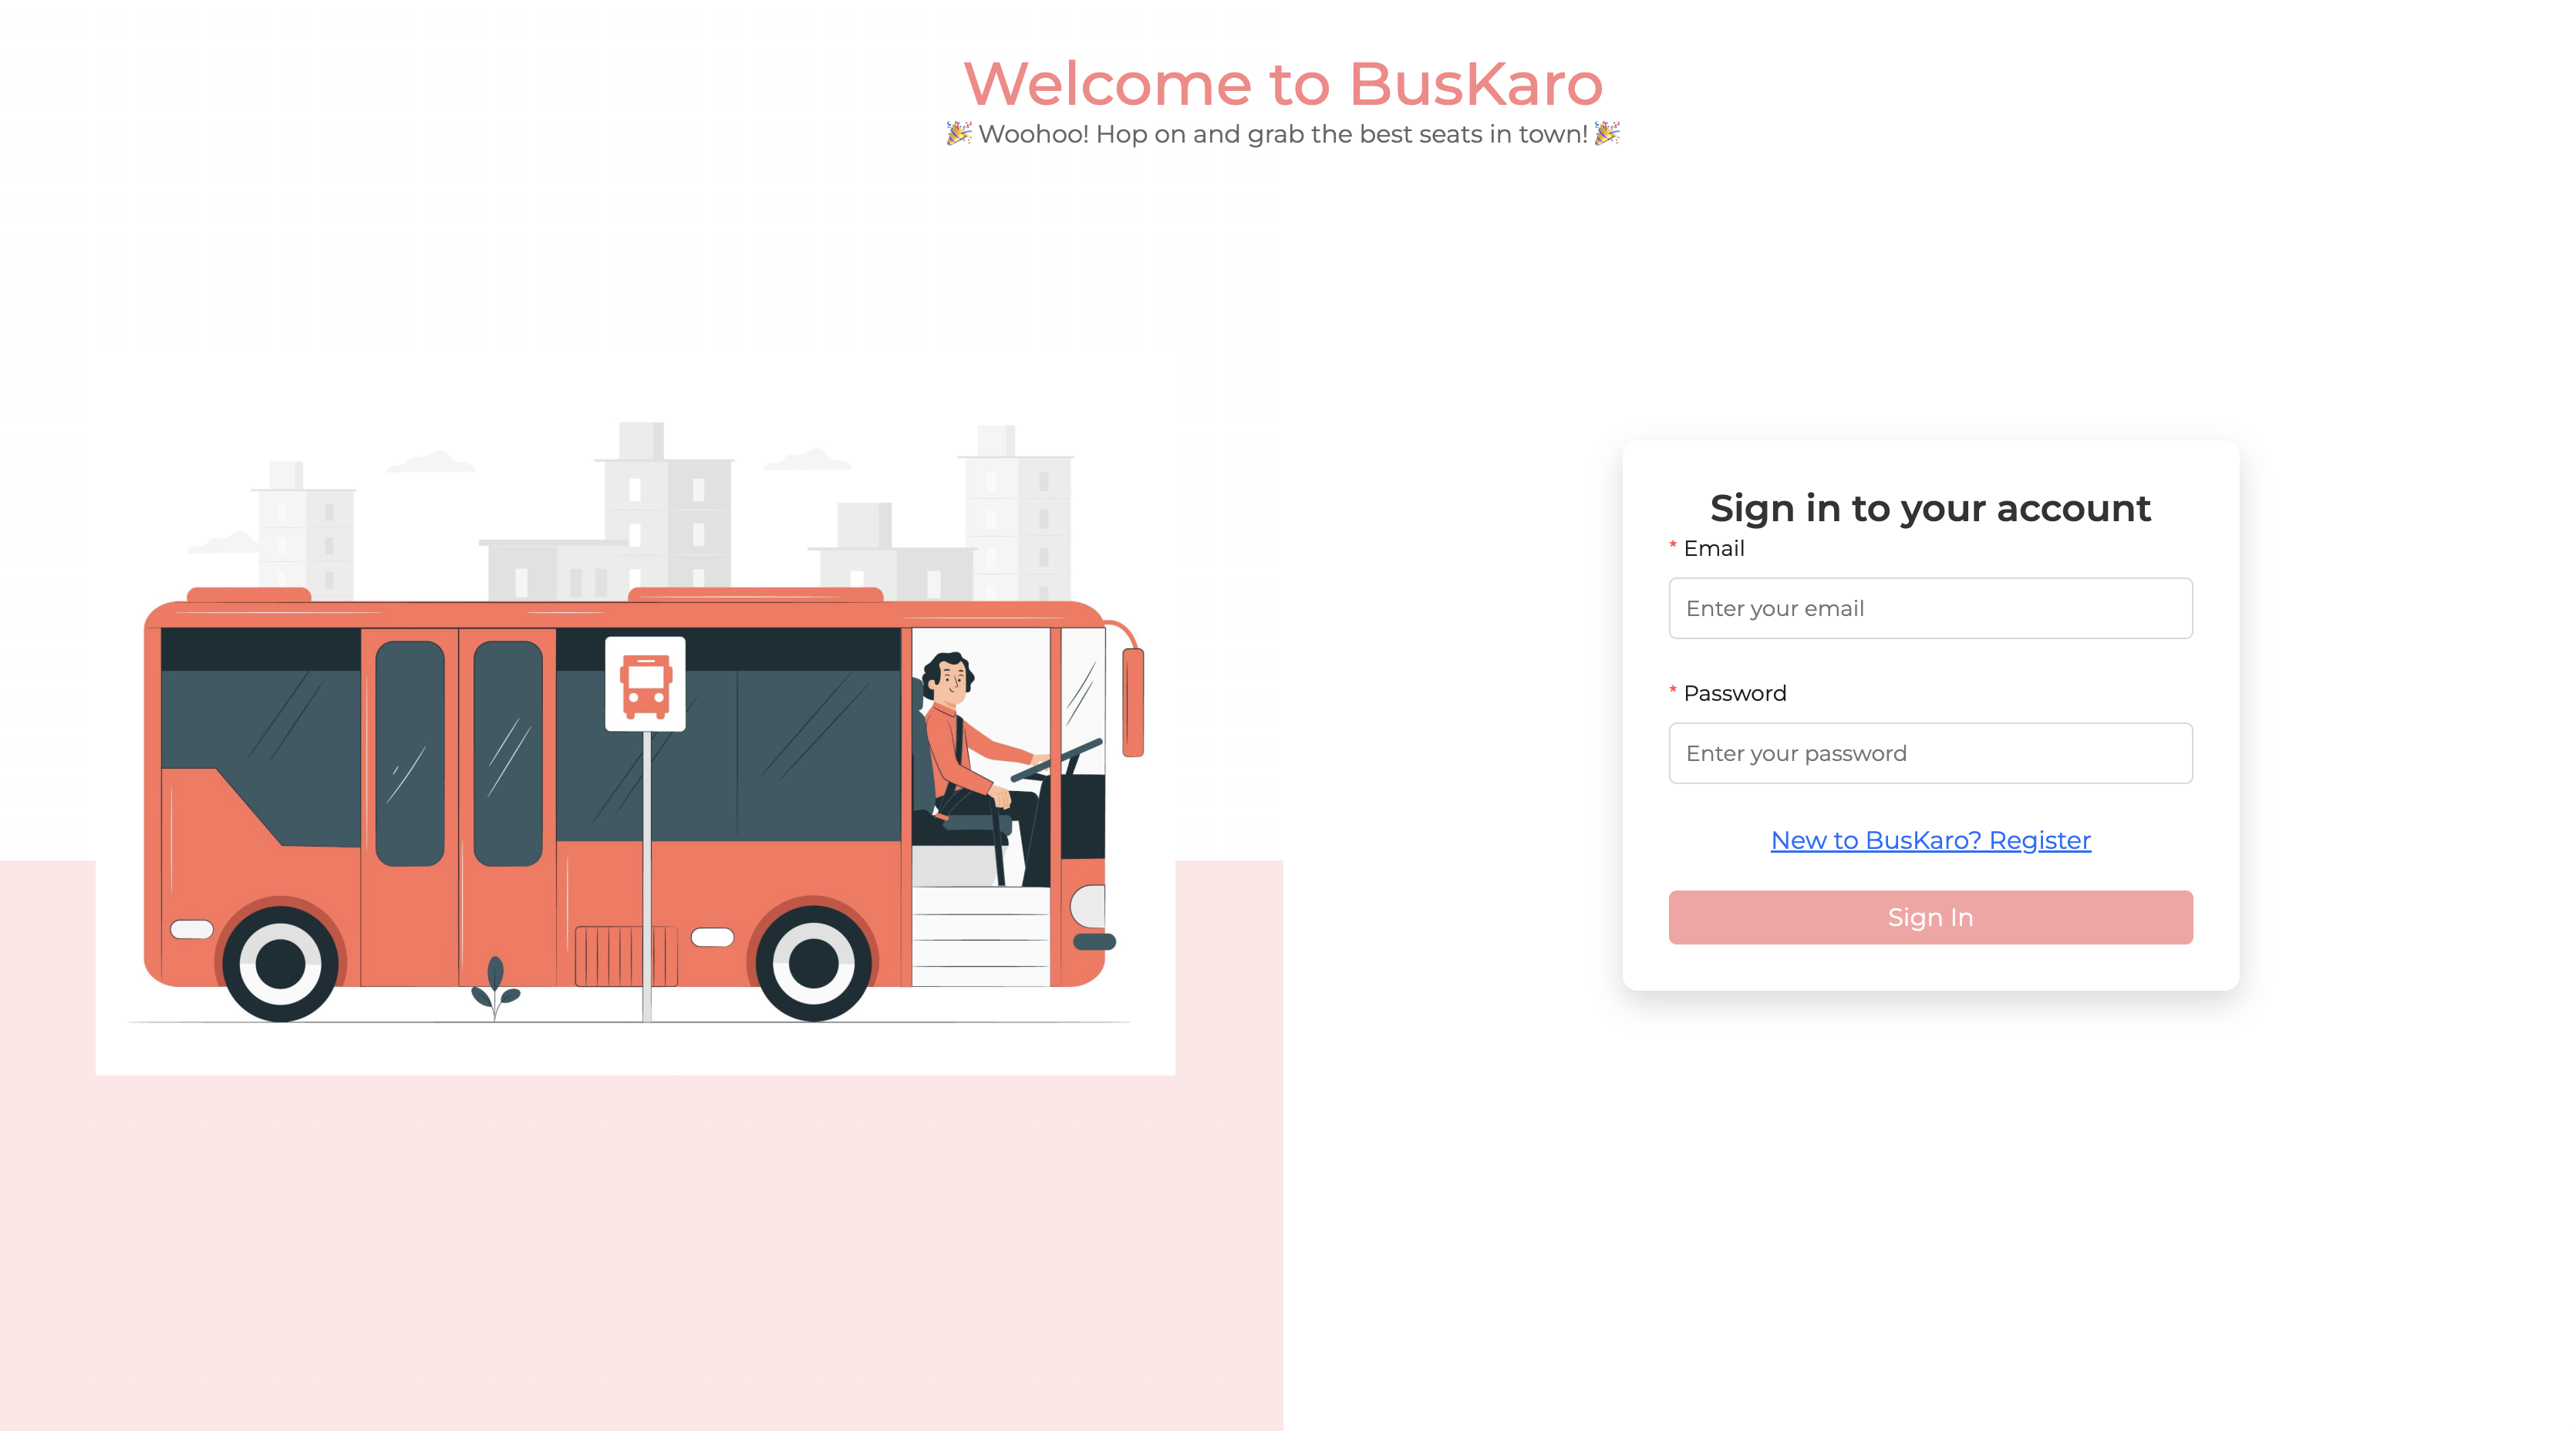 Welcome to BusKaro
🎉 Woohoo! Hop on and grab the best seats in town! 🎉
Sign in to your account
* Email
Enter your email
* Password
Enter your password
New to BusKaro? Register
Sign In